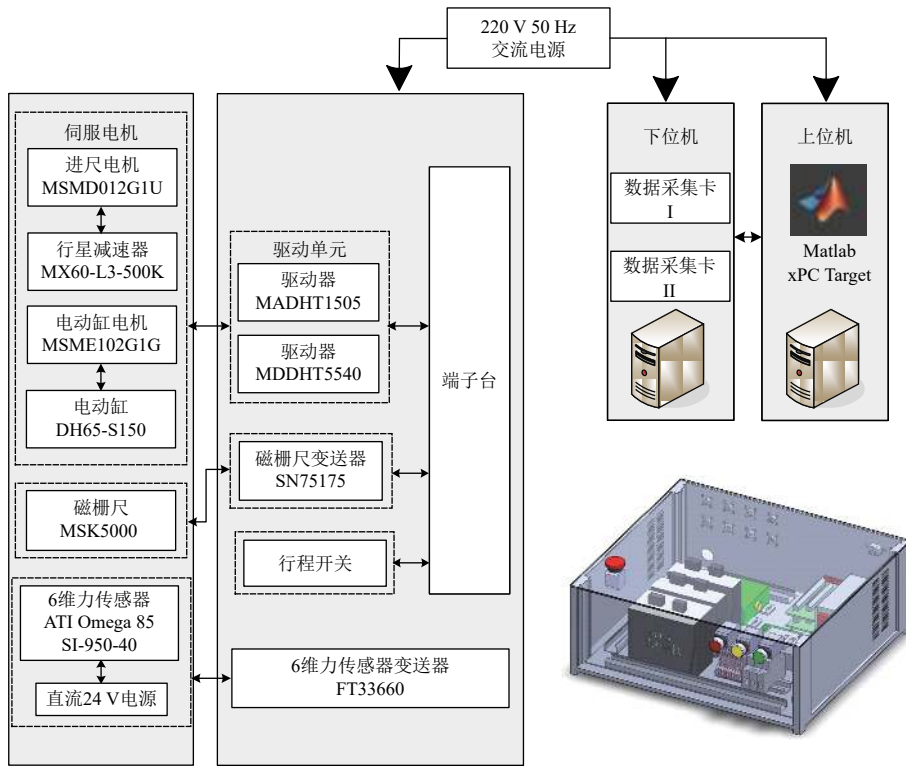 220 V 50 Hz
交流电源
伺服电机
进尺电机
MSMD012G1U
行星减速器
MX60-L3-500K
电动缸电机
MSME102G1G
电动缸
DH65-S150
磁栅尺
MSK5000
6维力传感器
ATI Omega 85
SI-950-40
直流24 V电源
驱动单元
驱动器
MADHT1505
驱动器
MDDHT5540
磁栅尺变送器
SN75175
行程开关
6维力传感器变送器
FT33660
端子台
下位机
数据采集卡
I
数据采集卡
II
上位机
Matlab
xPC Target